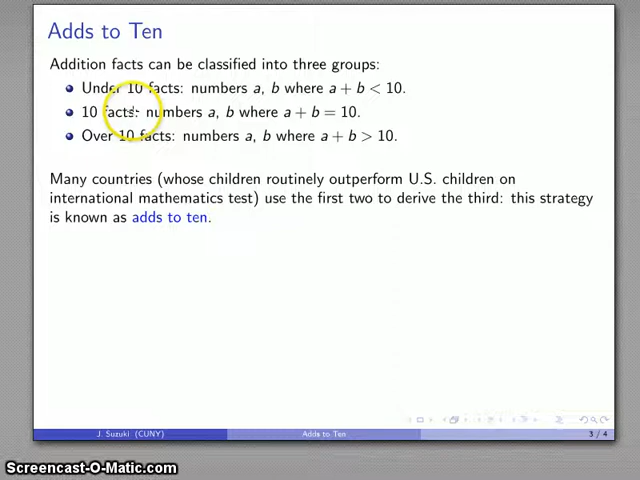 Adds to Ten
Addition facts can be classified into three groups:
Under 10 facts: numbers a, b where a + b < 10.
10 facts: numbers a, b where a + b = 10.
Over 10 facts: numbers a, b where a + b > 10.
Many countries (whose children routinely outperform U.S. children on
international mathematics test) use the first two to derive the third: this strategy
is known as adds to ten.
J. Suzuki (CUNY) Adds to Ten 3 / 4
Screencast-O-Matic.com